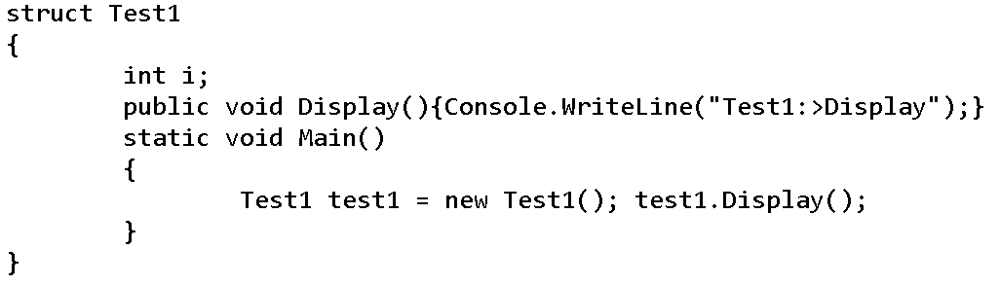 struct Test1
{
int i;
public void Display(){Console.WriteLine("Test1:>Display");}
static void Main()
{
Test1 test1 = new Test1(); test1.Display();
}
}